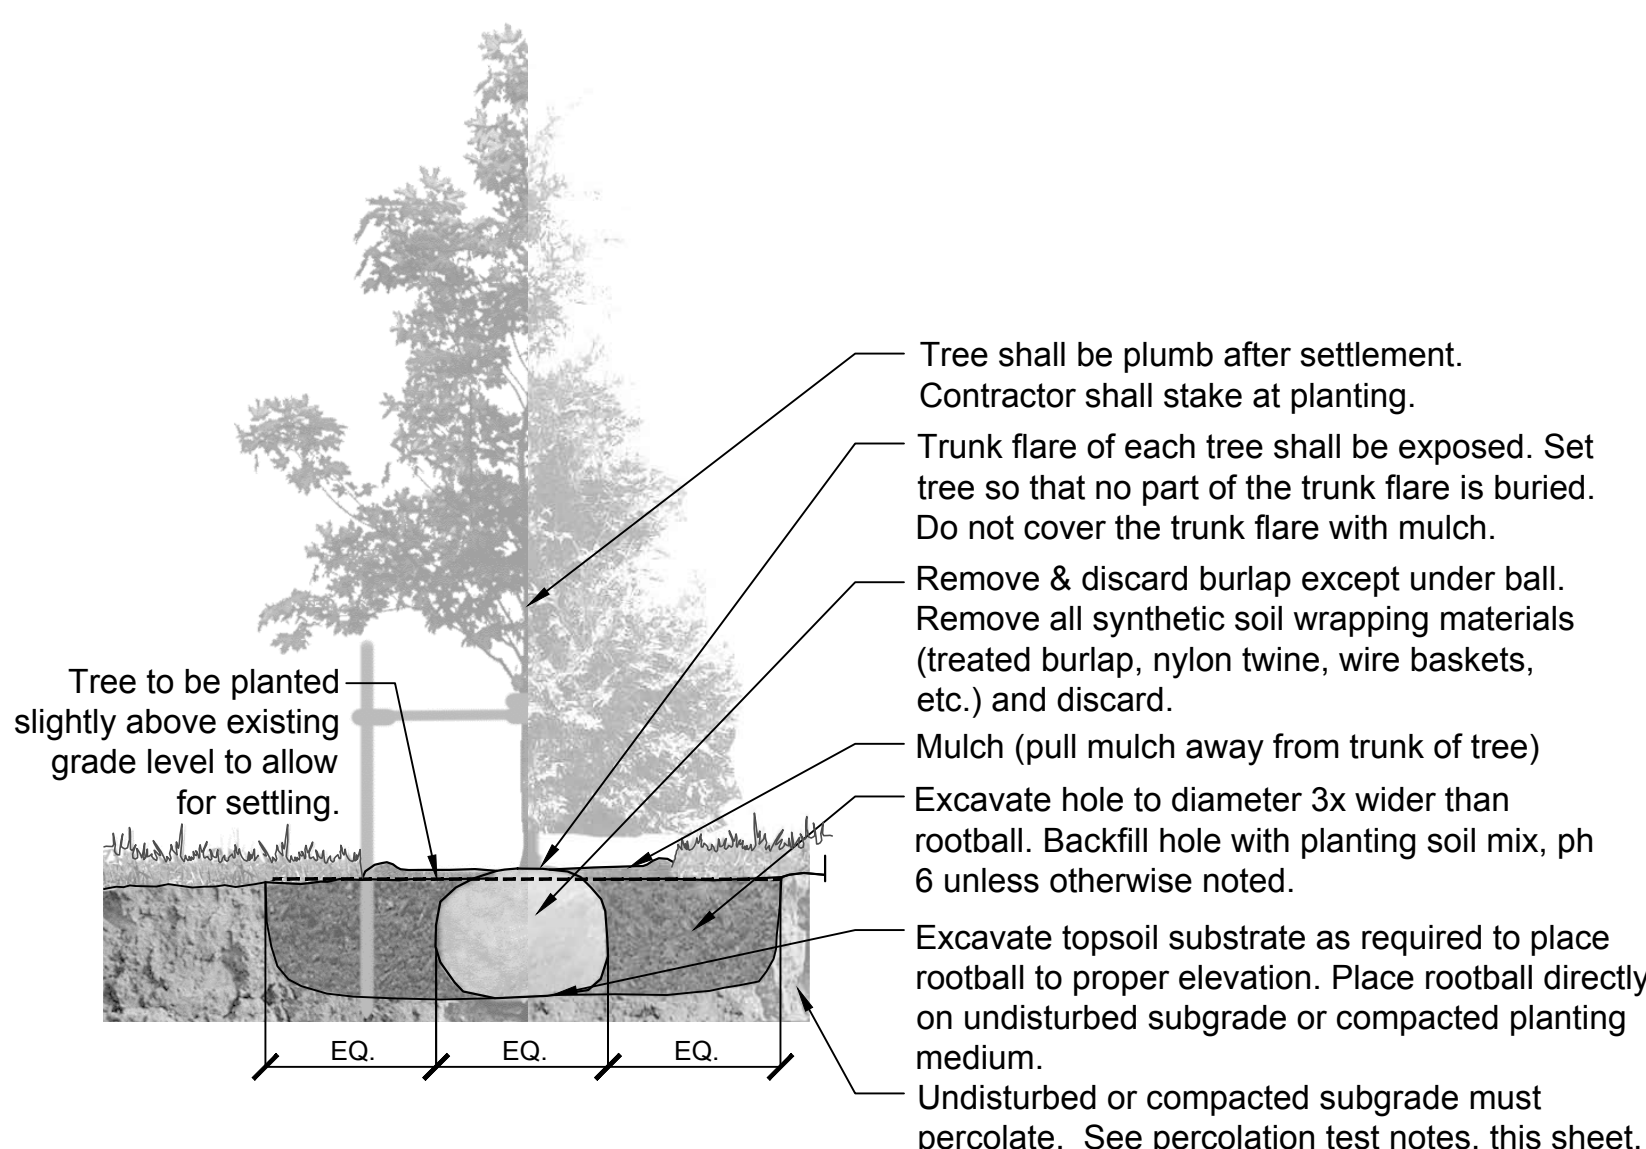 Tree shall be plumb after settlement.
Contractor shall stake at planting.
Trunk flare of each tree shall be exposed. Set
tree so that no part of the trunk flare is buried.
Do not cover the trunk flare with mulch.
Remove & discard burlap except under ball.
Remove all synthetic soil wrapping materials
(treated burlap, nylon twine, wire baskets,
etc.) and discard.
Tree to be planted
slightly above existing
grade level to allow
for settling.
Mulch (pull mulch away from trunk of tree)
Excavate hole to diameter 3x wider than
rootball. Backfill hole with planting soil mix, ph
6 unless otherwise noted.
Excavate topsoil substrate as required to place
rootball to proper elevation. Place rootball directly
on undisturbed subgrade or compacted planting
medium.
EQ.
EQ.
EQ.
Undisturbed or compacted subgrade must
percolate. See percolation test notes, this sheet.